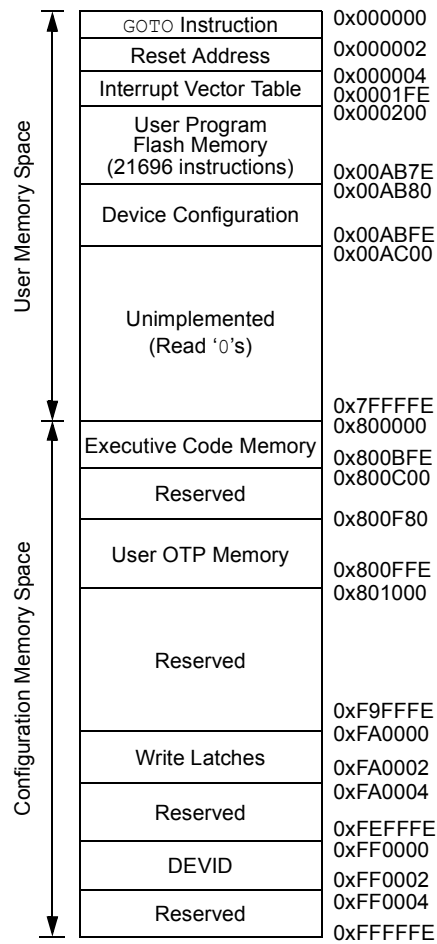 GOTO Instruction
0x000000
Reset Address
0x000002
Interrupt Vector Table
0x000004
0x0001FE
User Program
Flash Memory
(21696 instructions)
0x000200
0x00AB7E
Device Configuration
0x00AB80
0x00ABFE
Unimplemented
(Read ‘0’s)
0x00AC00
0x7FFFFE
User Memory Space
Executive Code Memory
0x800000
0x800BFE
Reserved
0x800C00
User OTP Memory
0x800F80
0x800FFE
Reserved
0x801000
0xF9FFFE
Write Latches
0xFA0000
0xFA0002
Reserved
0xFA0004
0xFEFFFE
DEVID
0xFF0000
0xFF0002
Reserved
0xFF0004
0xFFFFFE
Configuration Memory Space